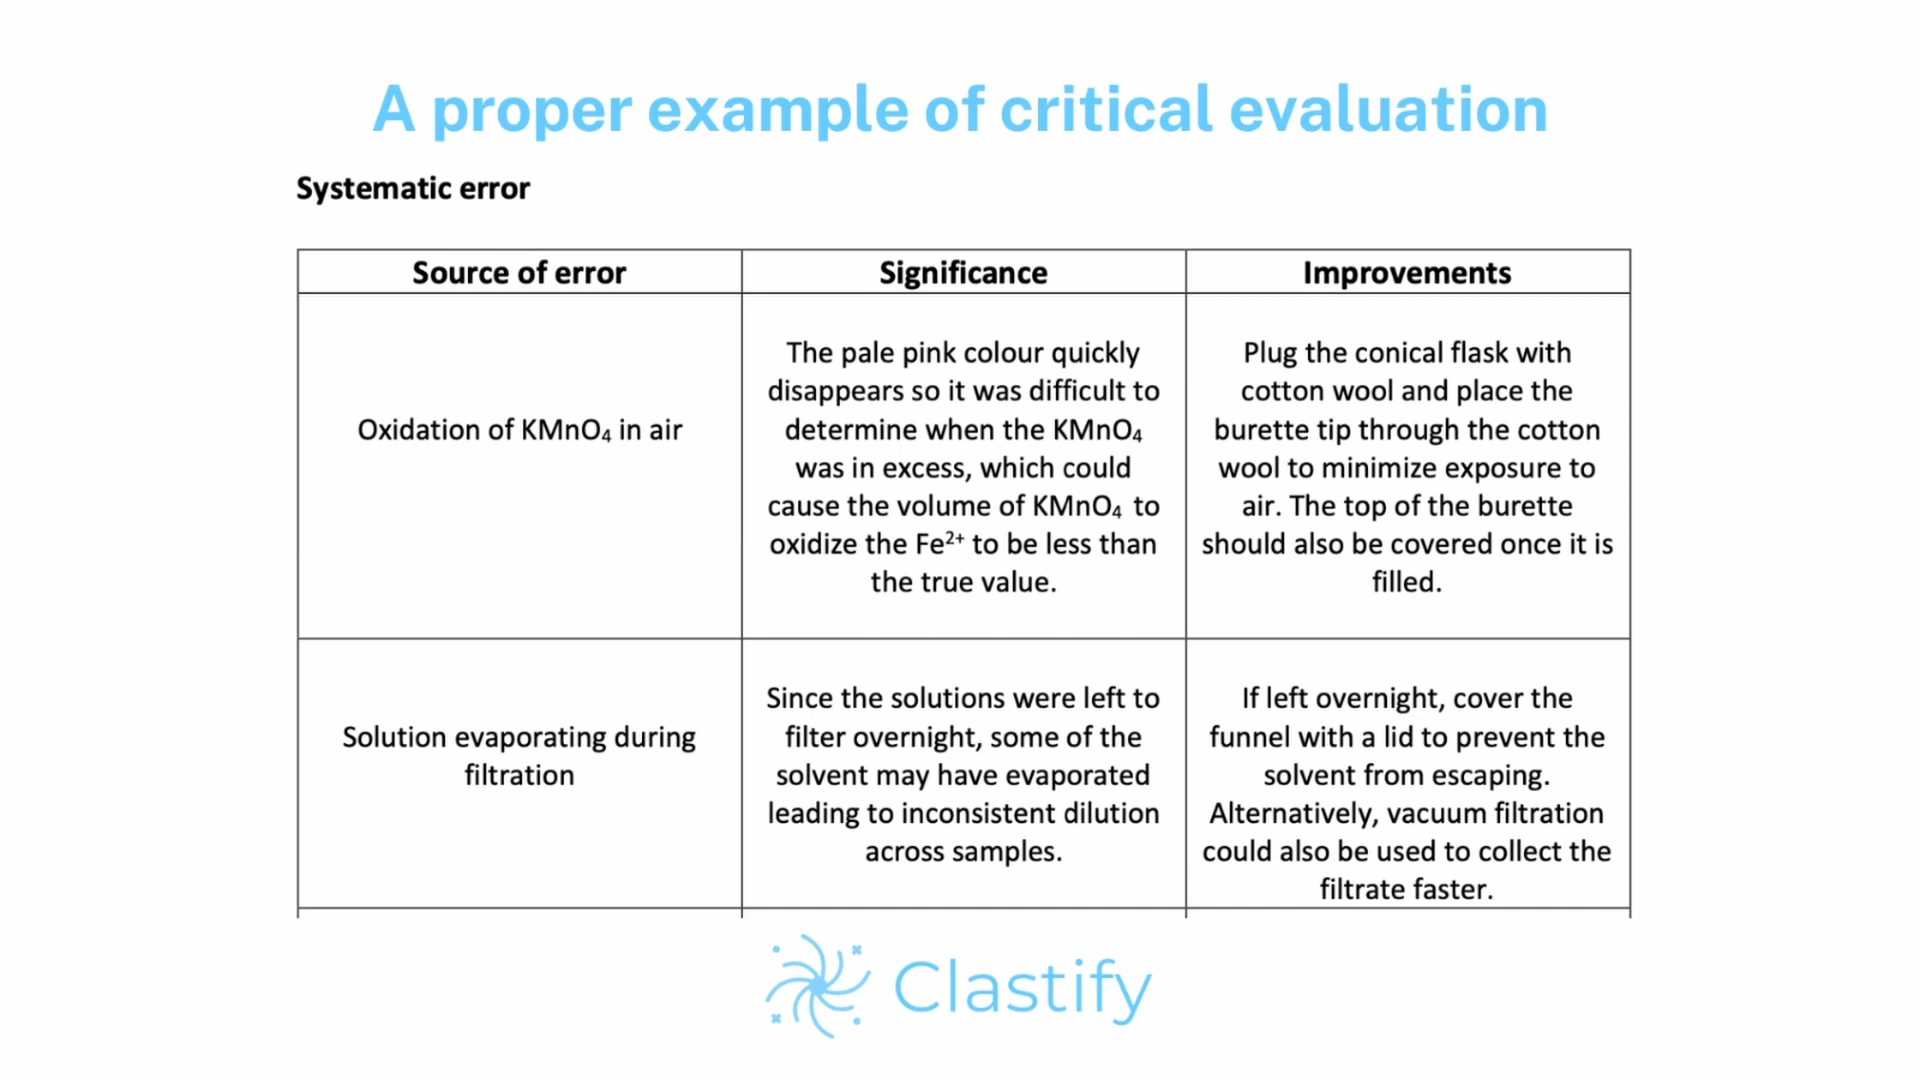 A proper example of critical evaluation
Systematic error
Source of error
Significance
Improvements
Oxidation of KMnO₄ in air
The pale pink colour quickly
disappears so it was difficult to
determine when the KMnO₄
was in excess, which could
cause the volume of KMnO₄ to
oxidize the Fe²⁺ to be less than
the true value.
Plug the conical flask with
cotton wool and place the
burette tip through the cotton
wool to minimize exposure to
air. The top of the burette
should also be covered once it is
filled.
Solution evaporating during
filtration
Since the solutions were left to
filter overnight, some of the
solvent may have evaporated
leading to inconsistent dilution
across samples.
If left overnight, cover the
funnel with a lid to prevent the
solvent from escaping.
Alternatively, vacuum filtration
could also be used to collect the
filtrate faster.
Clastify